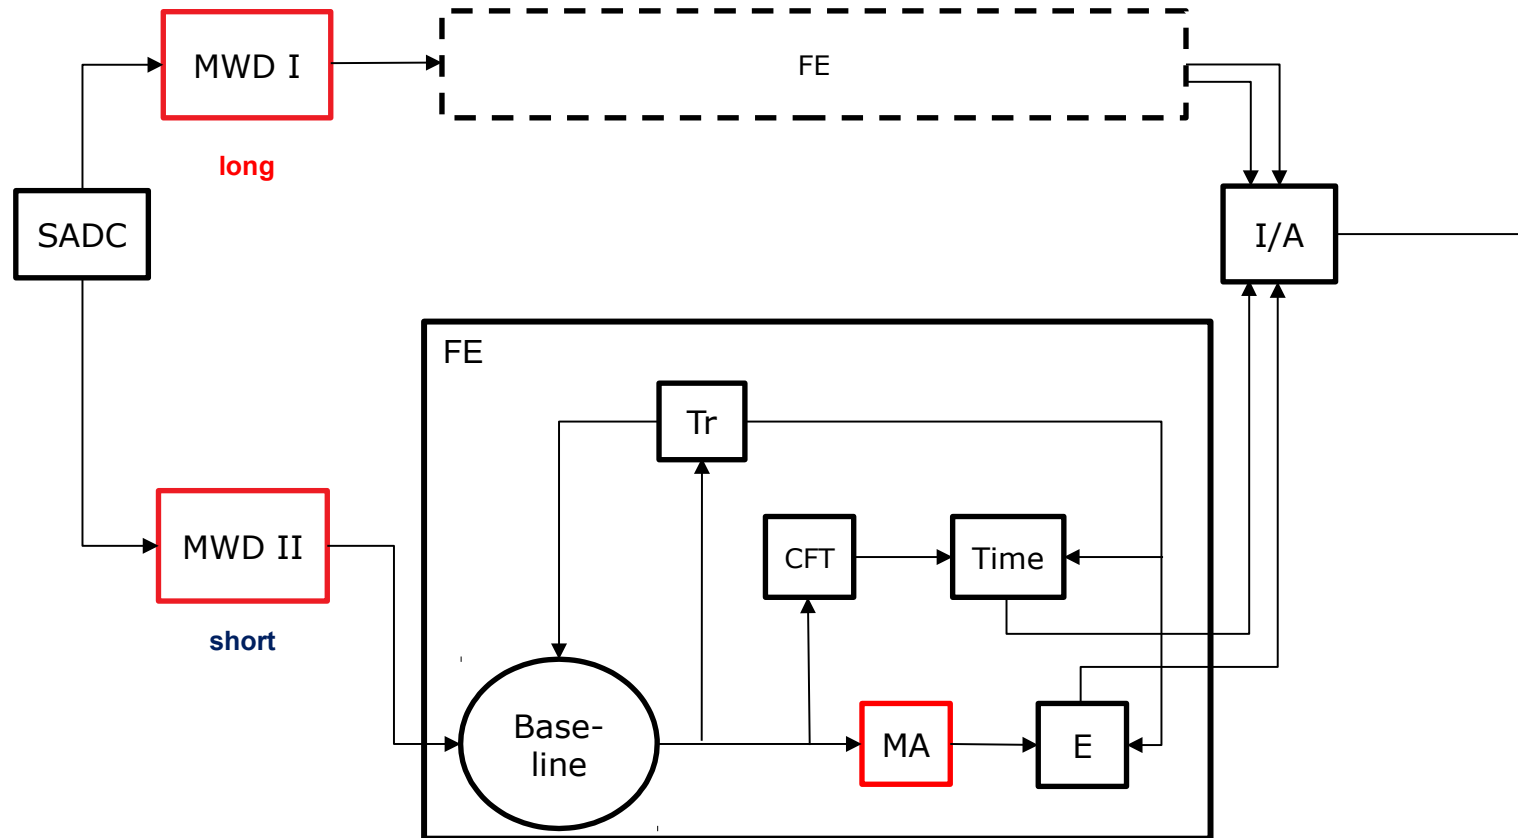 MWD I
FE
long
SADC
I/A
FE
Tr
MWD II
CFT
Time
short
Base-
line
MA
E